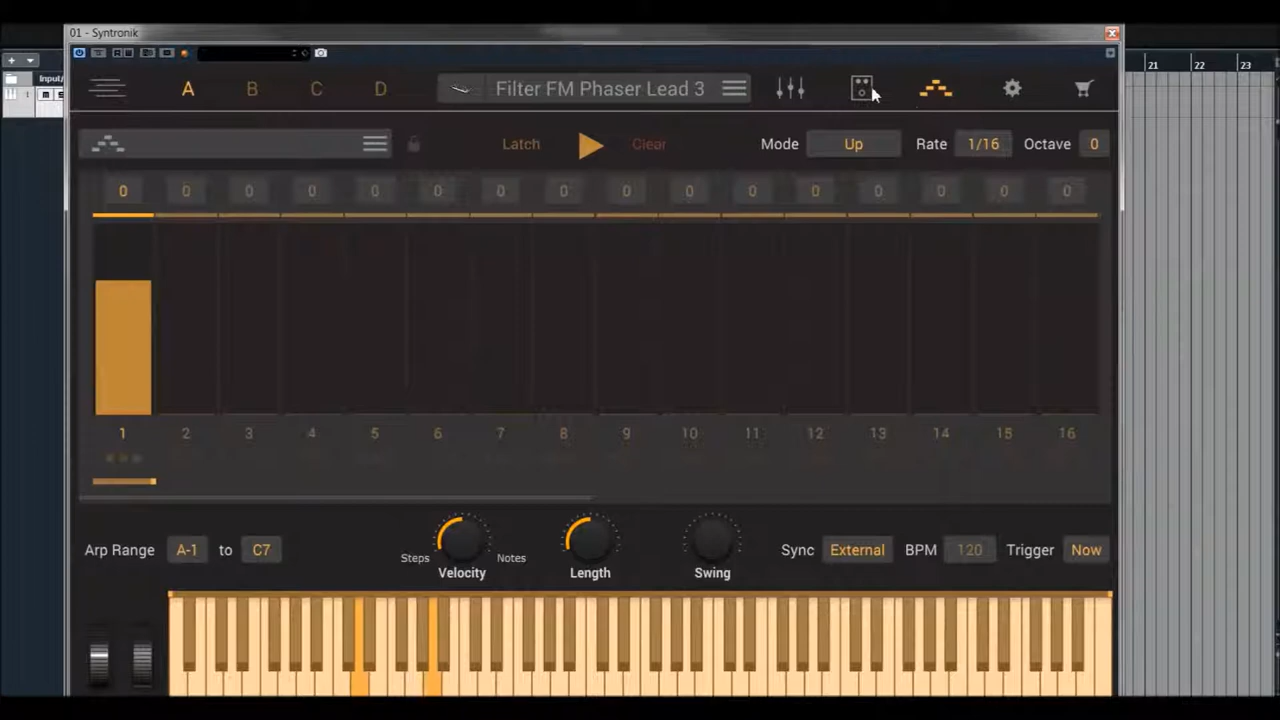 01 - Syntronik
Input/
1
M S
21 22 23
A B C D
Filter FM Phaser Lead 3
Latch Clear Mode Up Rate 1/16 Octave 0
0 0 0 0 0 0 0 0 0 0 0 0 0 0 0 0
1 2 3 4 5 6 7 8 9 10 11 12 13 14 15 16
Arp Range A-1 to C7
Steps Notes
Velocity Length Swing
Sync External BPM 120 Trigger Now